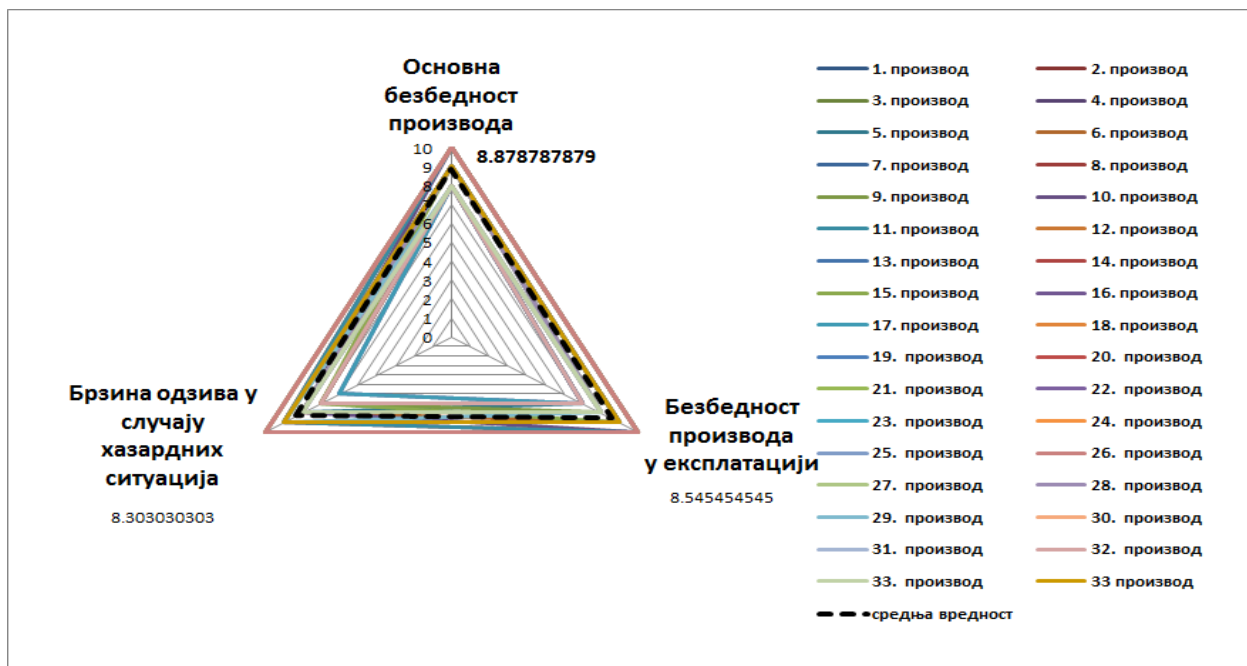 Основна
безбедност
производа
8.878787879
10
9
8
7
6
5
4
3
2
1
0
Брзина одзива у
случају
хазардних
ситуација
8.303030303
Безбедност
производа
у експлатацији
8.545454545
1. производ
2. производ
3. производ
4. производ
5. производ
6. производ
7. производ
8. производ
9. производ
10. производ
11. производ
12. производ
13. производ
14. производ
15. производ
16. производ
17. производ
18. производ
19.  производ
20.  производ
21.  производ
22.  производ
23.  производ
24.  производ
25.  производ
26.  производ
27.  производ
28.  производ
29.  производ
30.  производ
31.  производ
32.  производ
33.  производ
33 производ
средња вредност